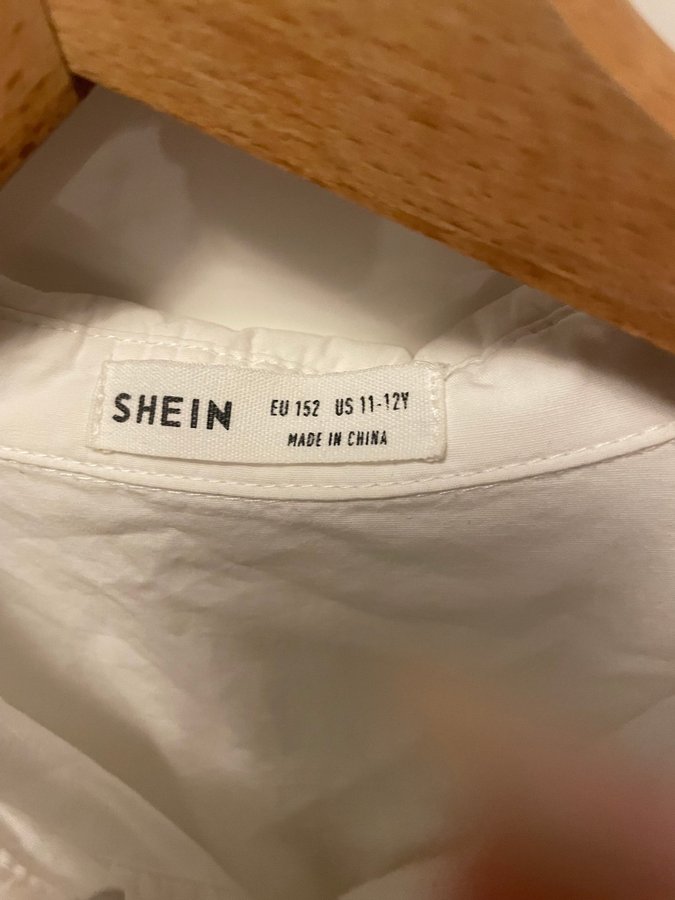 SHEIN EU 152 US 11-12Y
MADE IN CHINA